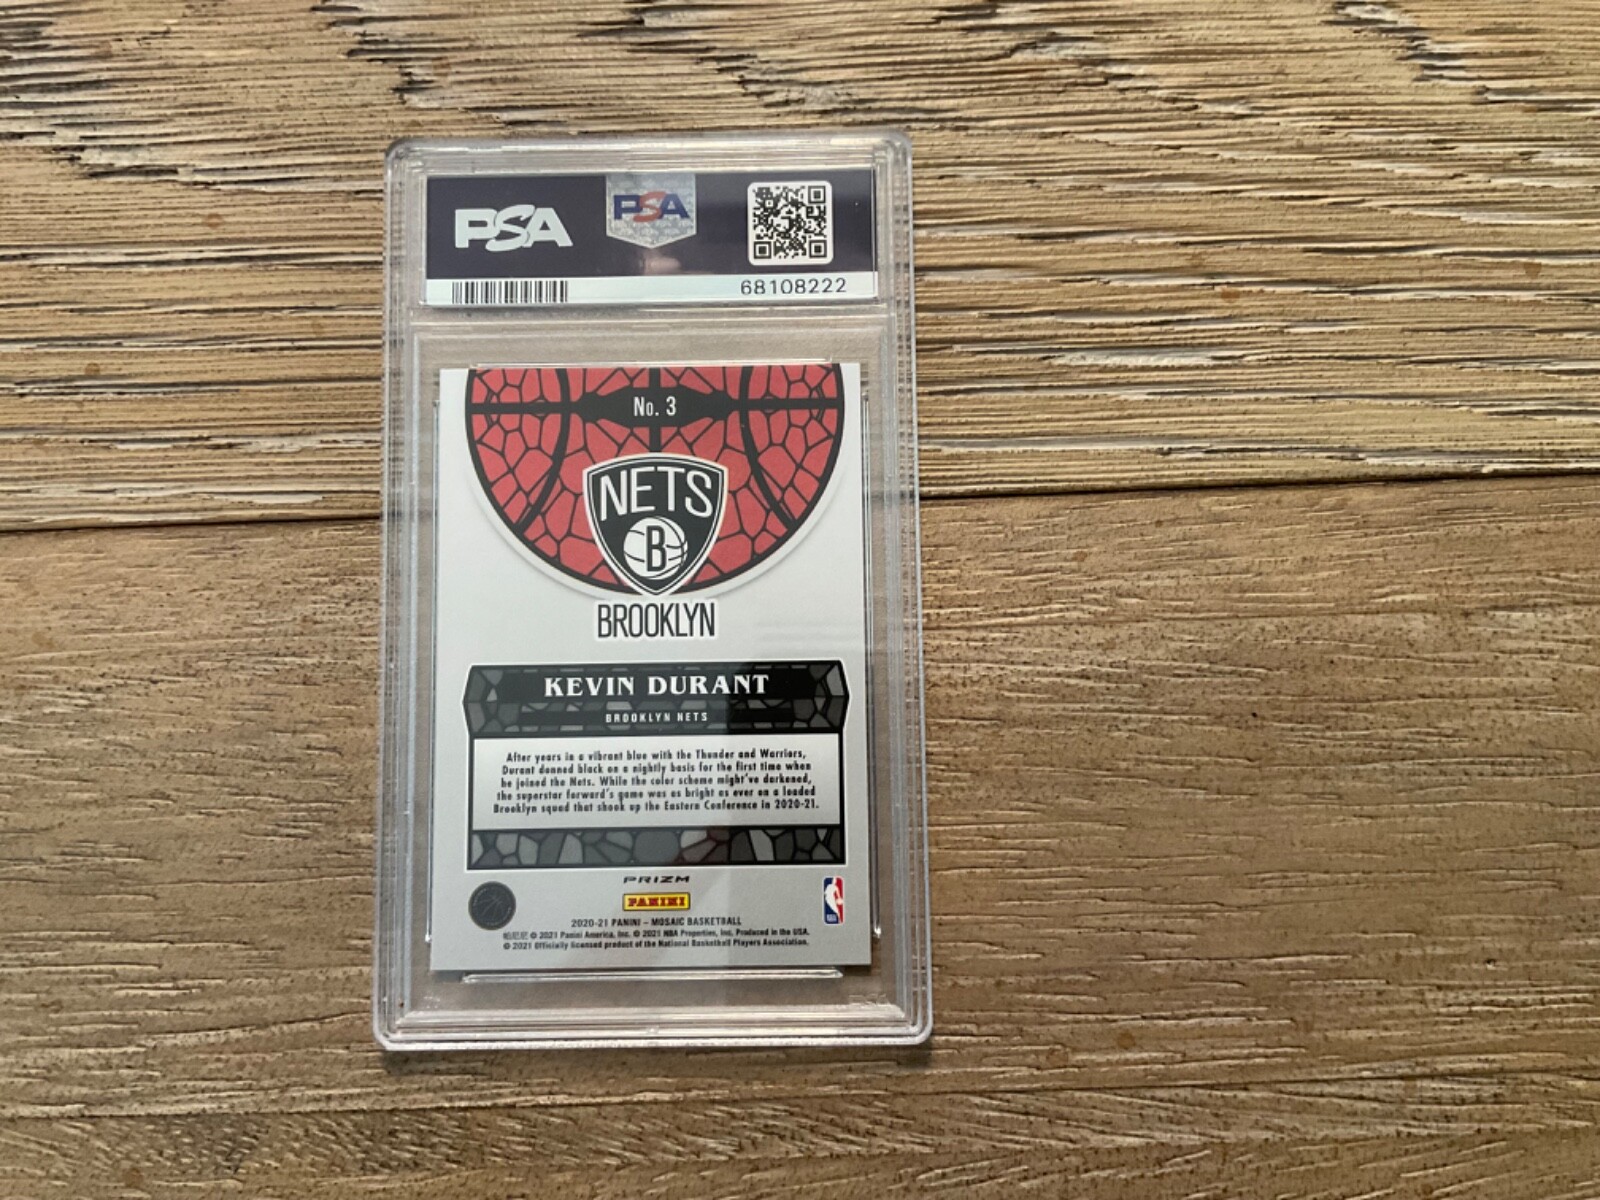 PSA
PSA
68108222
No. 3
NETS
B
BROOKLYN
KEVIN DURANT
BROOKLYN NETS
After years in a vibrant blue with the Thunder and Warriors,
Durant donned black on a nightly basis for the first time when
he joined the Nets. While the color scheme might've darkened,
the superstar forward's game was as bright as ever on a loaded
Brooklyn squad that shook up the Eastern Conference in 2020-21.
PRIZM
PANINI
2020-21 PANINI – MOSAIC BASKETBALL
© 2021 Panini America, Inc. © 2021 NBA Properties, Inc. Produced in the USA.
© 2021 Officially licensed product of the National Basketball Players Association.